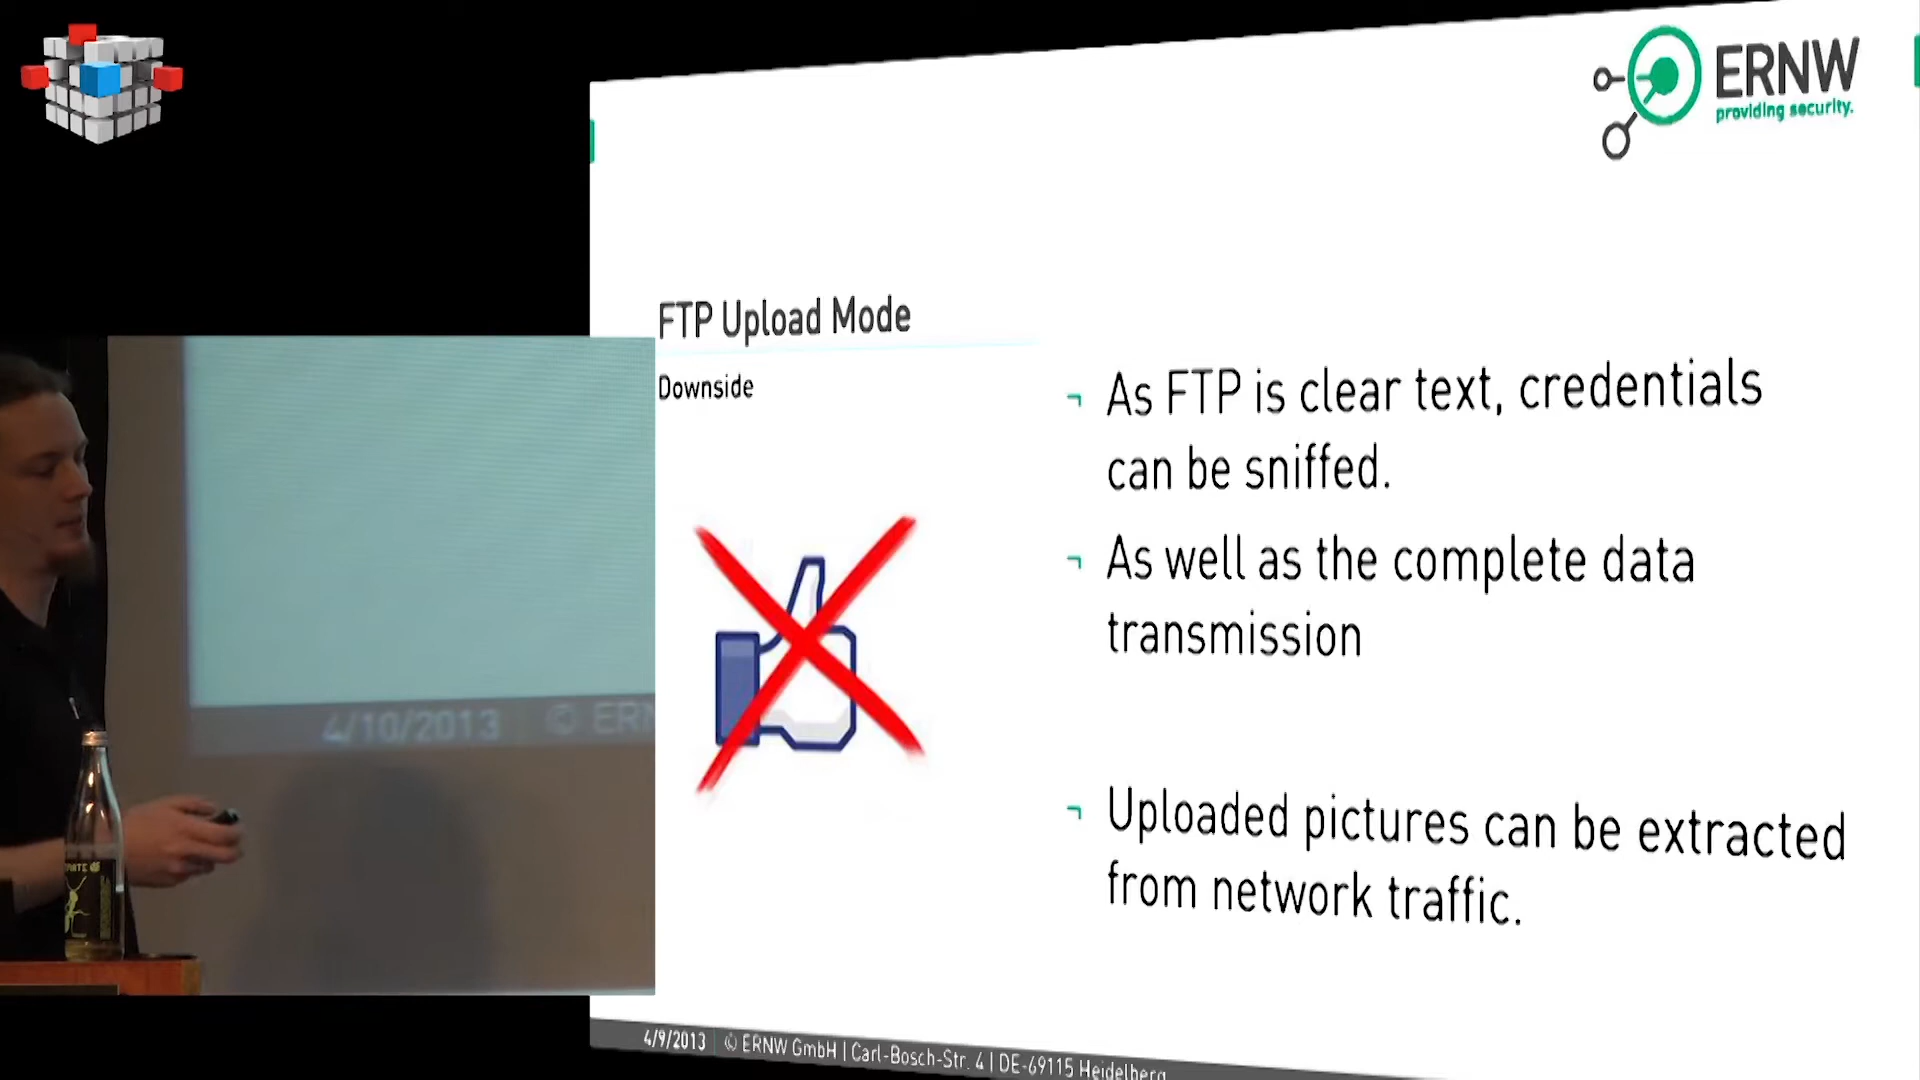 ERNW
providing security.
FTP Upload Mode
Downside
¬ As FTP is clear text, credentials
can be sniffed.
¬ As well as the complete data
transmission
¬ Uploaded pictures can be extracted
from network traffic.
4/10/2013 © ERN
4/9/2013 | © ERNW GmbH | Carl-Bosch-Str. 4 | DE-69115 Heidelberg